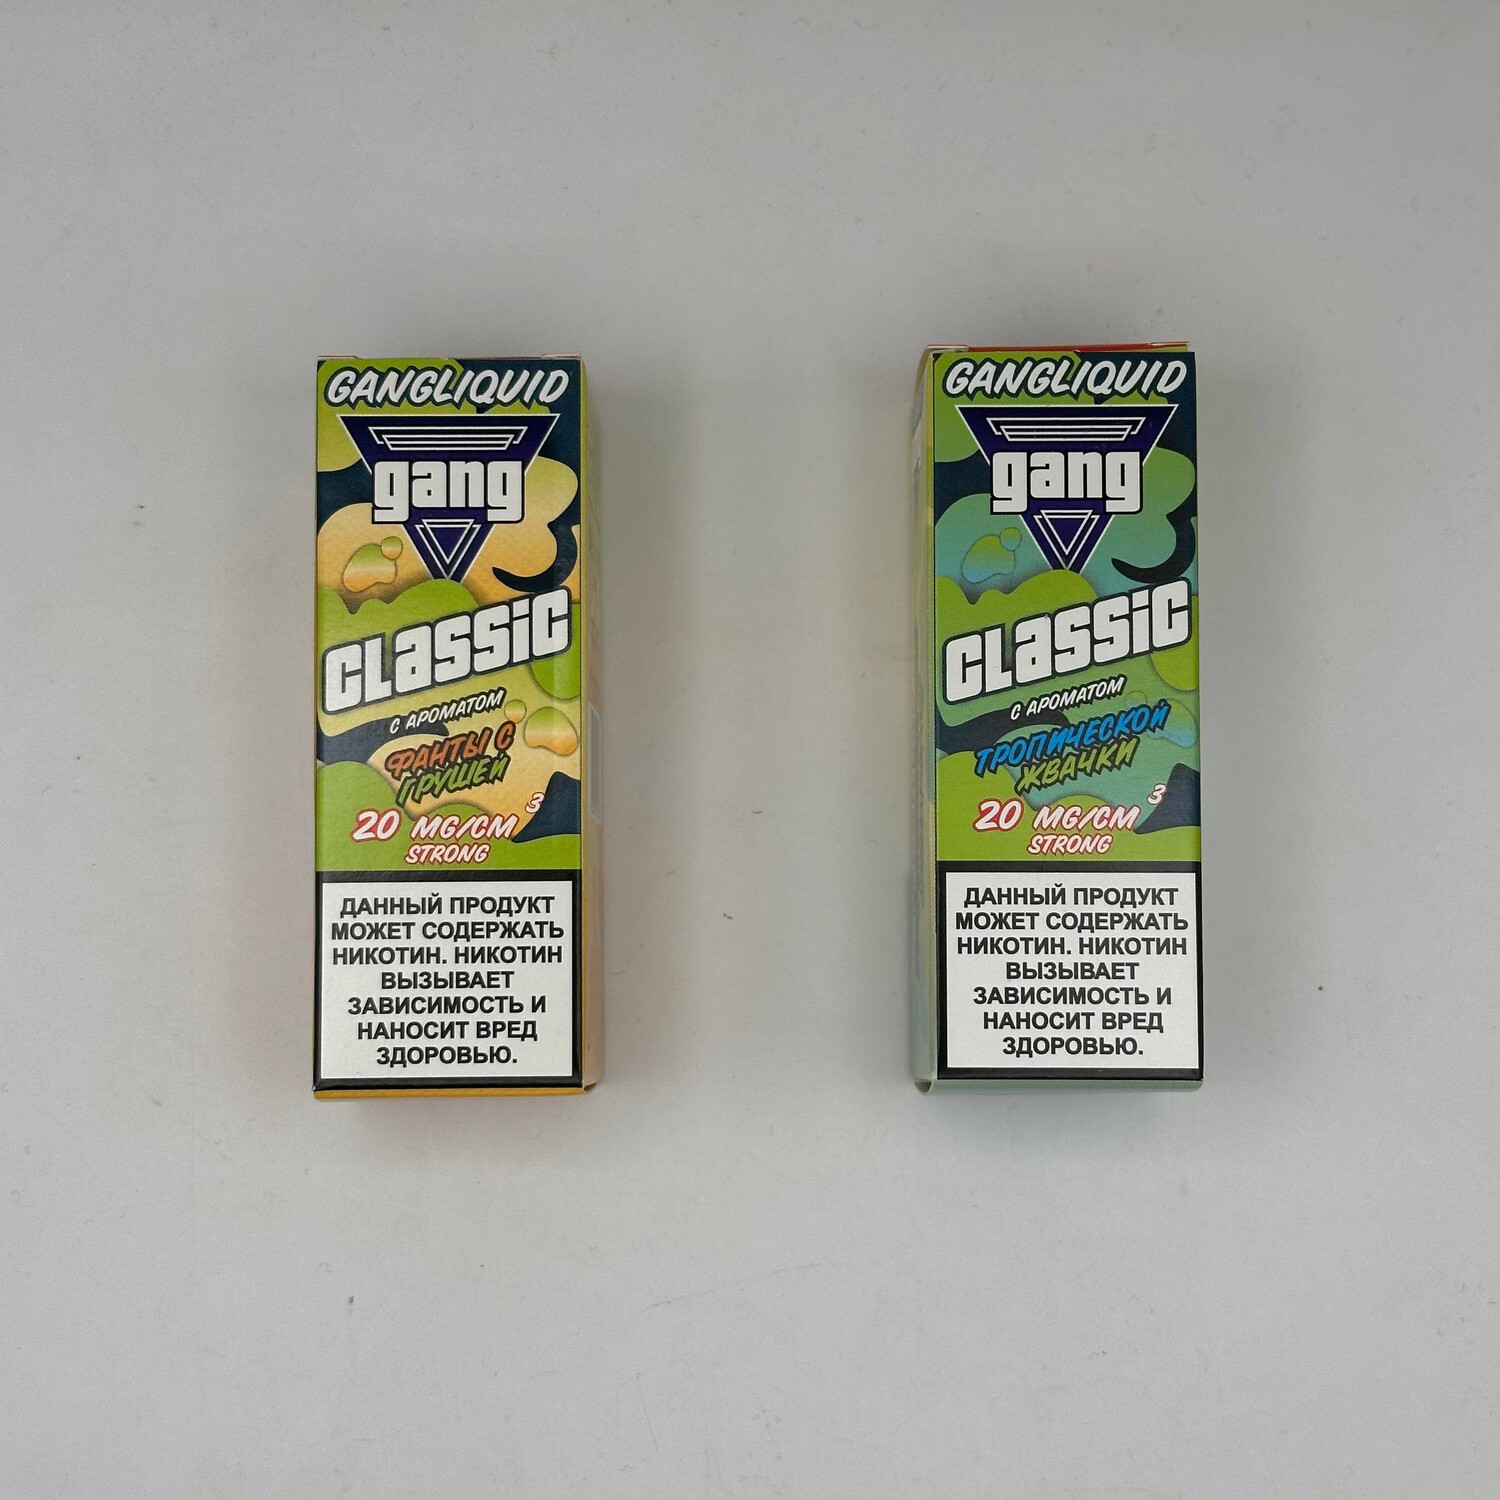 GANGLIQUID
gang
CLASSIC
С АРОМАТОМ
ФАНТЫ С
ГРУШЕЙ
20 MG/CM³
STRONG
ДАННЫЙ ПРОДУКТ
МОЖЕТ СОДЕРЖАТЬ
НИКОТИН. НИКОТИН
ВЫЗЫВАЕТ
ЗАВИСИМОСТЬ И
НАНОСИТ ВРЕД
ЗДОРОВЬЮ.
GANGLIQUID
gang
CLASSIC
С АРОМАТОМ
ТРОПИЧЕСКОЙ
ЖВАЧКИ
20 MG/CM³
STRONG
ДАННЫЙ ПРОДУКТ
МОЖЕТ СОДЕРЖАТЬ
НИКОТИН. НИКОТИН
ВЫЗЫВАЕТ
ЗАВИСИМОСТЬ И
НАНОСИТ ВРЕД
ЗДОРОВЬЮ.